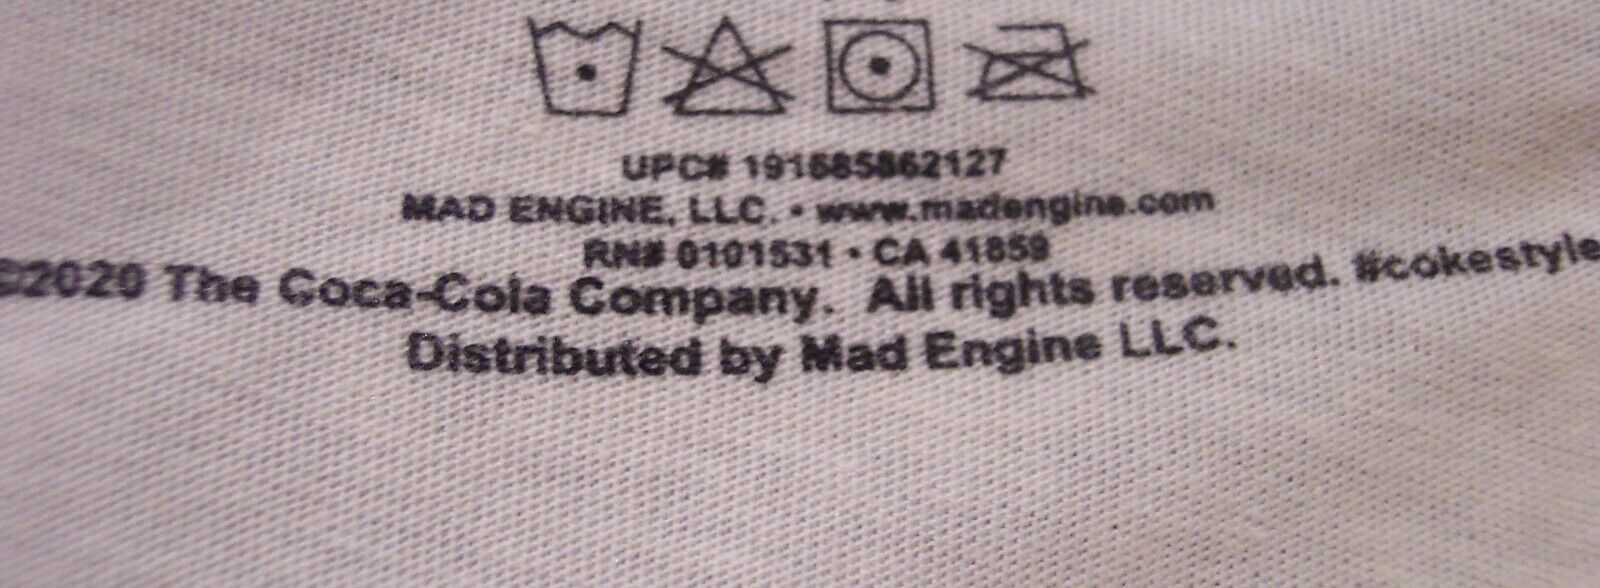 UPC# 191685862127
MAD ENGINE, LLC. • www.madengine.com
RN# 0101531 • CA 41859
©2020 The Coca-Cola Company. All rights reserved. #cokestyle
Distributed by Mad Engine LLC.